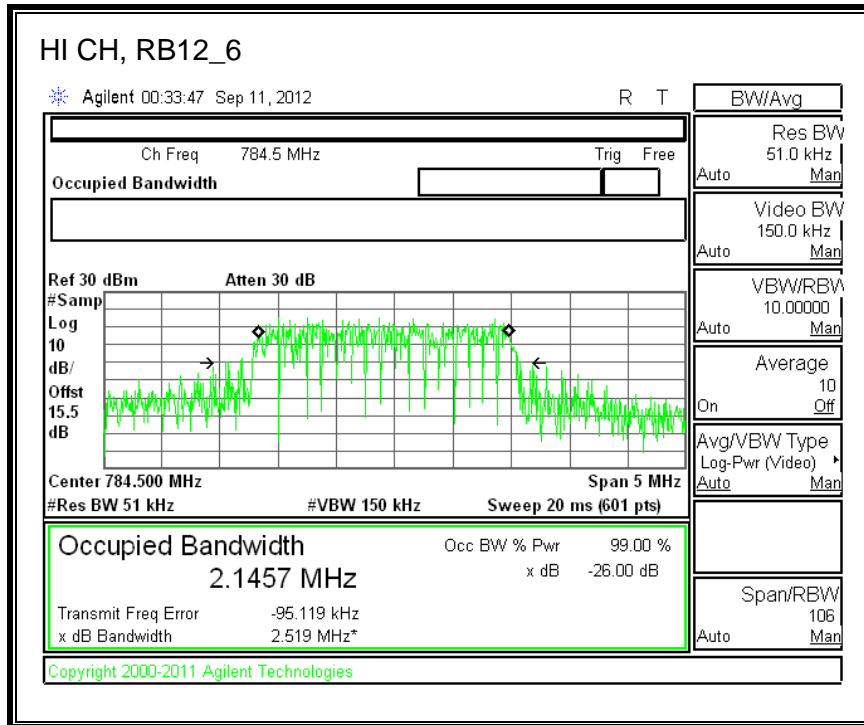 HI CH, RB12_6
Agilent 00:33:47 Sep 11, 2012 R T
Ch Freq 784.5 MHz Trig Free
Occupied Bandwidth
Ref 30 dBm Atten 30 dB
#Samp
Log
10
dB/
Offst
15.5
dB
Center 784.500 MHz Span 5 MHz
#Res BW 51 kHz #VBW 150 kHz Sweep 20 ms (601 pts)
Occupied Bandwidth Occ BW % Pwr 99.00 %
2.1457 MHz x dB -26.00 dB
Transmit Freq Error -95.119 kHz
x dB Bandwidth 2.519 MHz*
Copyright 2000-2011 Agilent Technologies
BW/Avg
Res BW
51.0 kHz
Auto Man
Video BW
150.0 kHz
Auto Man
VBW/RBW
10.00000
Auto Man
Average
10
On Off
Avg/VBW Type
Log-Pwr (Video)
Auto Man
Span/RBW
106
Auto Man